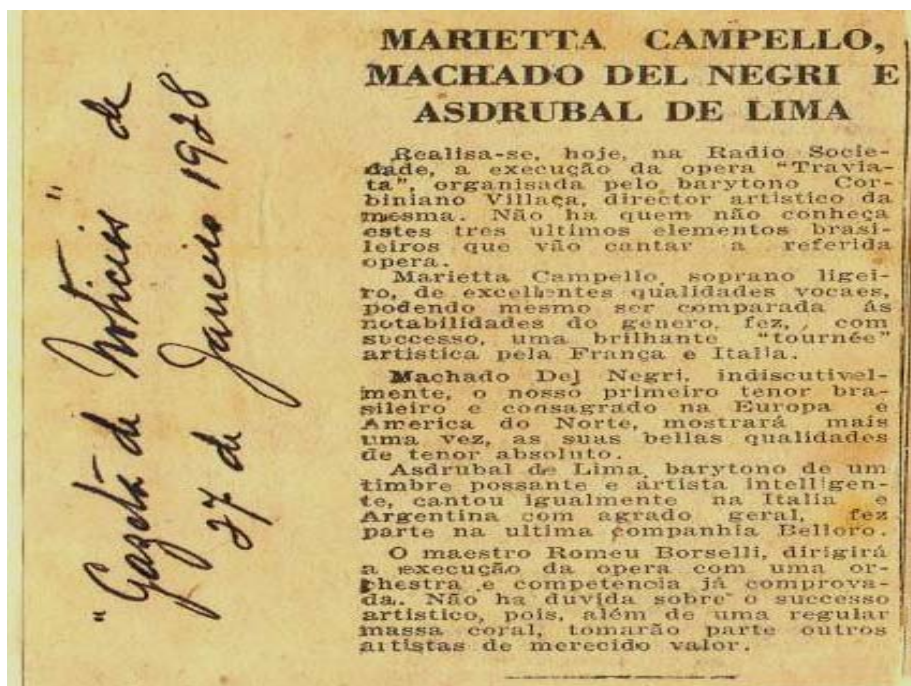 "Gazeta de Noticias" de
27 de Janeiro 1928
MARIETTA CAMPELLO,
MACHADO DEL NEGRI E
ASDRUBAL DE LIMA
Realisa-se, hoje, na Radio Socie-
dade, a execução da opera "Travia-
ta", organisada pelo barytono Cor-
biniano Villaça, director artistico da
mesma. Não ha quem não conheça
estes tres ultimos elementos brasi-
leiros que vão cantar a referida
opera.
Marietta Campello, soprano ligei-
ro, de excellentes qualidades vocaes,
podendo mesmo ser comparada ás
notabilidades do genero, fez, com
successo, uma brilhante "tournée"
artistica pela França e Italia.
Machado Del Negri, indiscutivel-
mente, o nosso primeiro tenor bra-
sileiro e consagrado na Europa e
America do Norte, mostrará mais
uma vez, as suas bellas qualidades
de tenor absoluto.
Asdrubal de Lima, barytono de um
timbre possante e artista intelligen-
te, cantou igualmente na Italia e
Argentina com agrado geral, fez
parte na ultima companhia Belloro.
O maestro Romeu Borselli, dirigirá
a execução da opera com uma or-
chestra e competencia já comprova-
da. Não ha duvida sobre o successo
artistico, pois, além de uma regular
massa coral, tomarão parte outros
artistas de merecido valor.